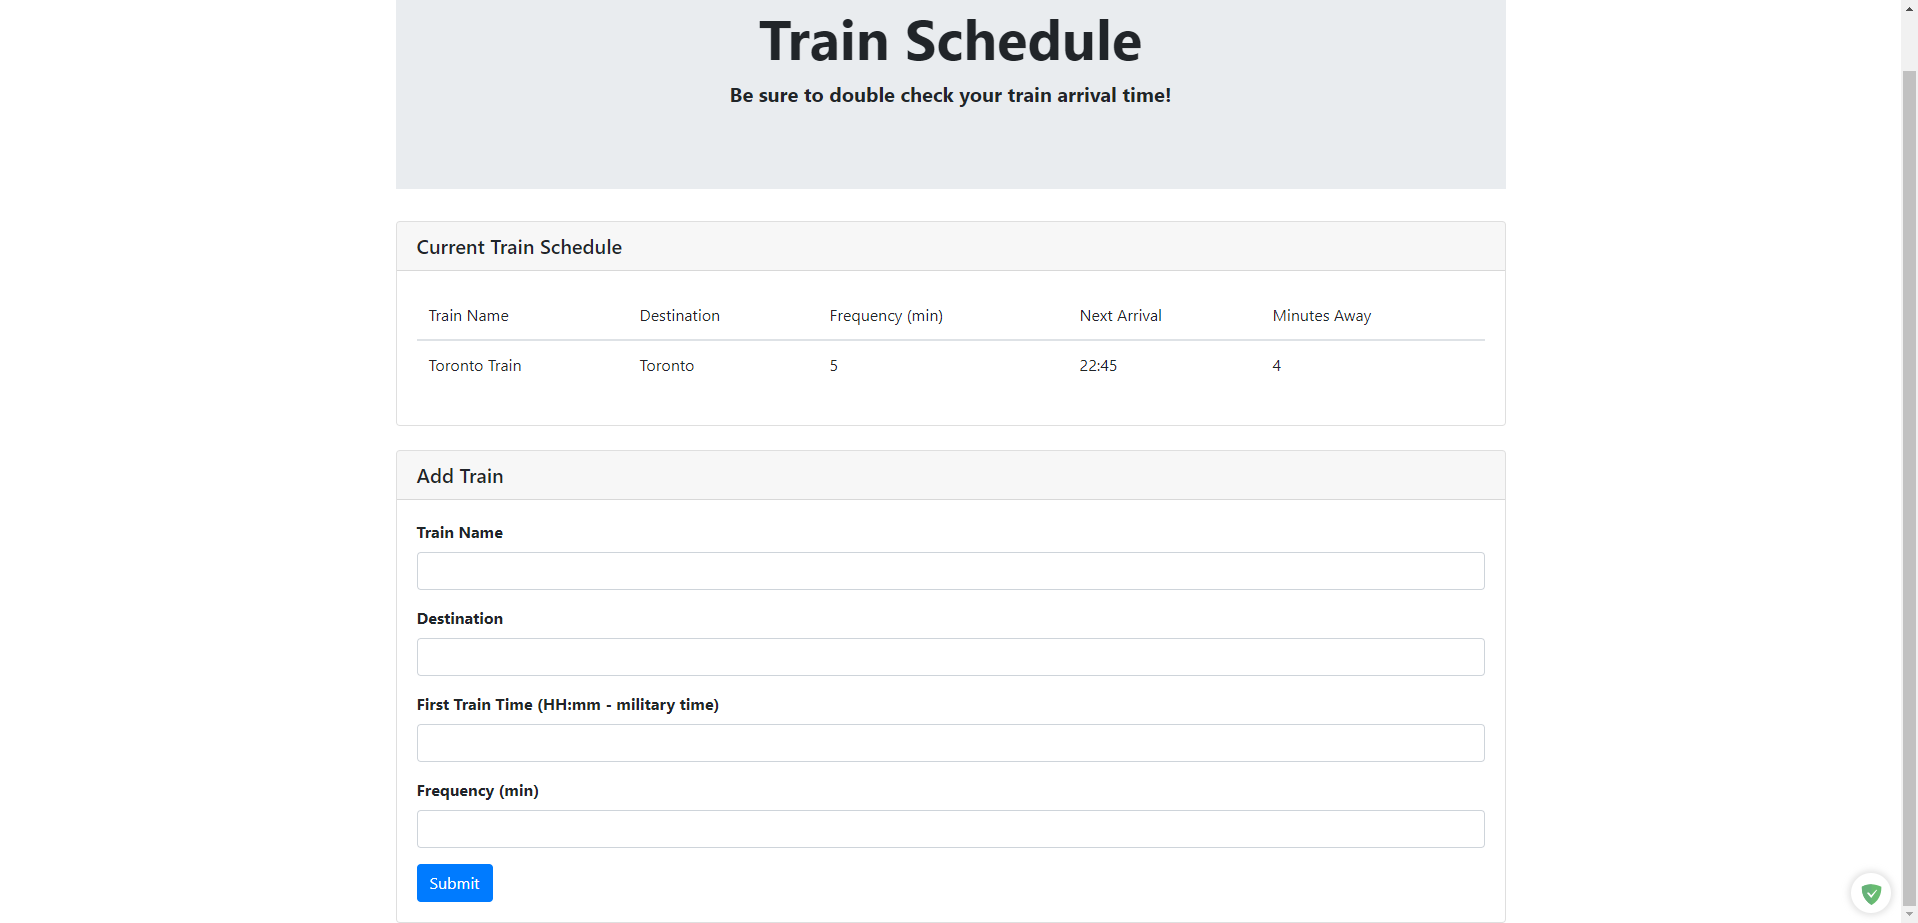 Train Schedule
Be sure to double check your train arrival time!
Current Train Schedule
Train Name Destination Frequency (min) Next Arrival Minutes Away
Toronto Train Toronto 5 22:45 4
Add Train
Train Name
Destination
First Train Time (HH:mm - military time)
Frequency (min)
Submit